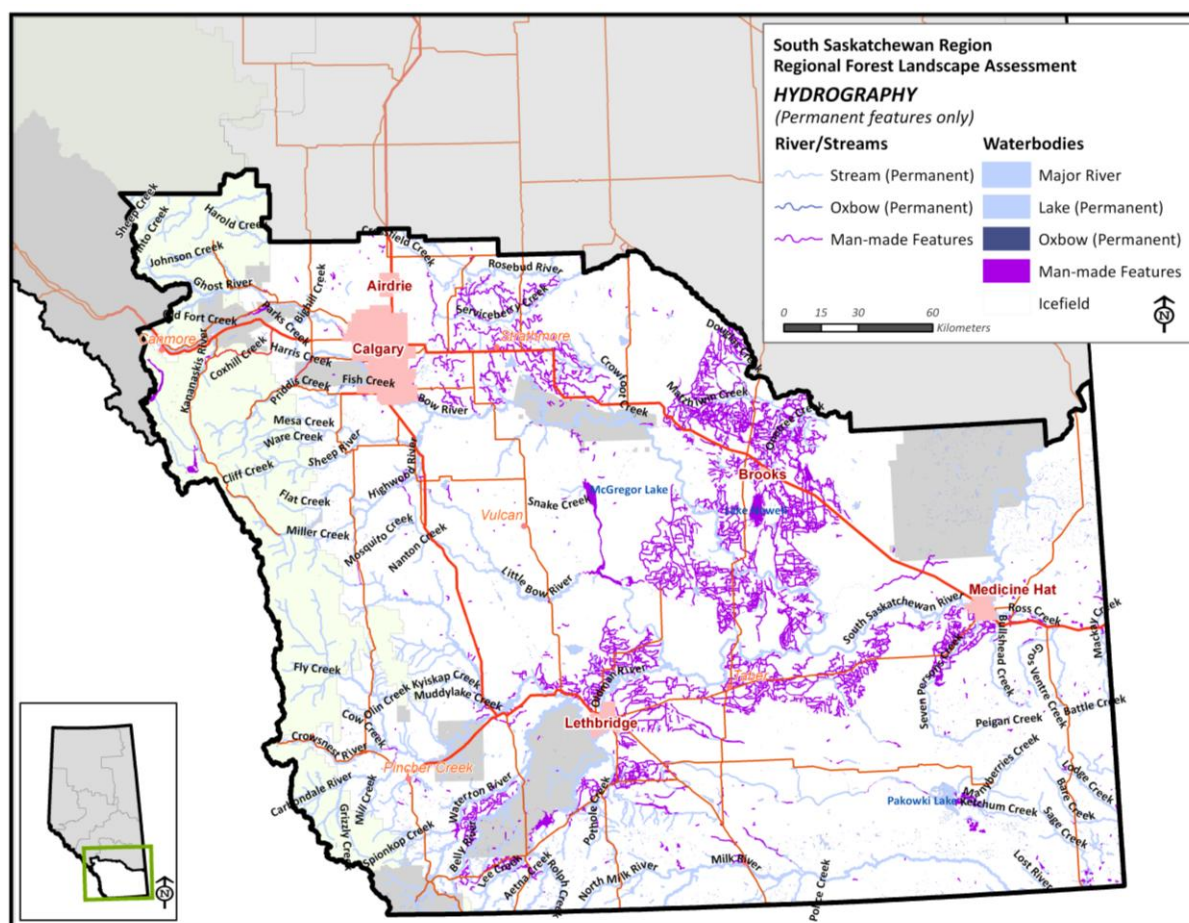 South Saskatchewan Region
Regional Forest Landscape Assessment
HYDROGRAPHY
(Permanent features only)
River/Streams
Waterbodies
Stream (Permanent)
Major River
Oxbow (Permanent)
Lake (Permanent)
Man-made Features
Oxbow (Permanent)
Man-made Features
Icefield
0 15 30 60
Kilometers
N
Sheep Creek
Harold Creek
Johnson Creek
Ghost River
Bighill Creek
Parks Creek
Canmore
Kananaskis River
Coxhill Creek
Harris Creek
Priddis Creek
Fish Creek
Airdrie
Calgary
Rosebud River
Serviceberry Creek
Strathmore
Crowfoot Creek
Bow River
Mesa Creek
Ware Creek
Sheep River
Highwood River
Cliff Creek
Flat Creek
Miller Creek
Mosquito Creek
Nanton Creek
Snake Creek
McGregor Lake
Vulcan
Little Bow River
Matzhiwin Creek
Brooks
Medicine Hat
South Saskatchewan River
Ross Creek
Mackay Creek
Bullshead Creek
Gros Ventre Creek
Seven Persons Creek
Peigan Creek
Battle Creek
Taber
Oldman River
Lethbridge
Fly Creek
Kyiskap Creek
Olin Creek
Muddylake Creek
Cow Creek
Crowsnest River
Pincher Creek
Carbondale River
Mill Creek
Grizzly Creek
Waterton River
Spionkop Creek
Belly River
Lee Creek
Aetna Creek
Rolph Creek
Pothole Creek
North Milk River
Milk River
Police Creek
Manyberries Creek
Pakowki Lake
Ketchum Creek
Lodge Creek
Bare Creek
Sage Creek
Lost River
N